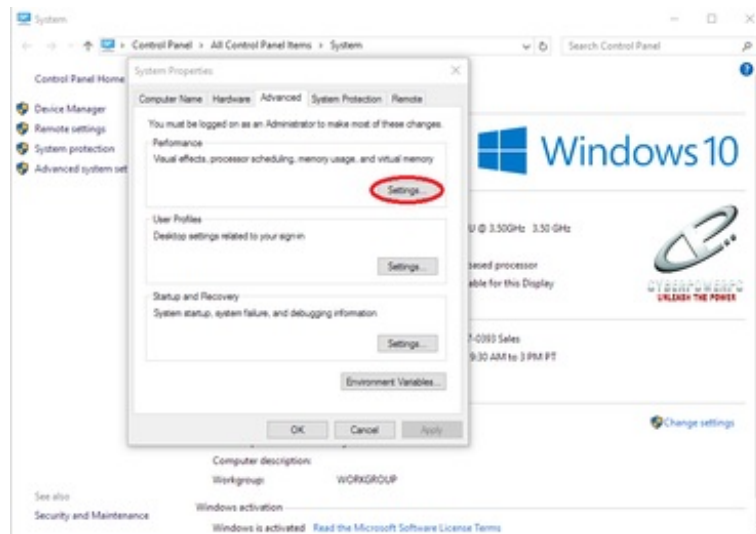 System
Control Panel > All Control Panel Items > System
Search Control Panel
Control Panel Home
Device Manager
Remote settings
System protection
Advanced system set
System Properties
Computer Name Hardware Advanced System Protection Remote
You must be logged on as an Administrator to make most of these changes.
Performance
Visual effects, processor scheduling, memory usage, and virtual memory
Settings...
User Profiles
Desktop settings related to your sign-in
Settings...
Startup and Recovery
System startup, system failure, and debugging information
Settings...
Environment Variables...
OK Cancel Apply
Windows 10
U @ 3.50GHz 3.50 GHz
based processor
able for this Display
CYBERPOWERPC
UNLEASH THE POWER
7-0393 Sales
9:30 AM to 3 PM PT
Change settings
Computer description:
Workgroup: WORKGROUP
See also
Security and Maintenance
Windows activation
Windows is activated Read the Microsoft Software License Terms